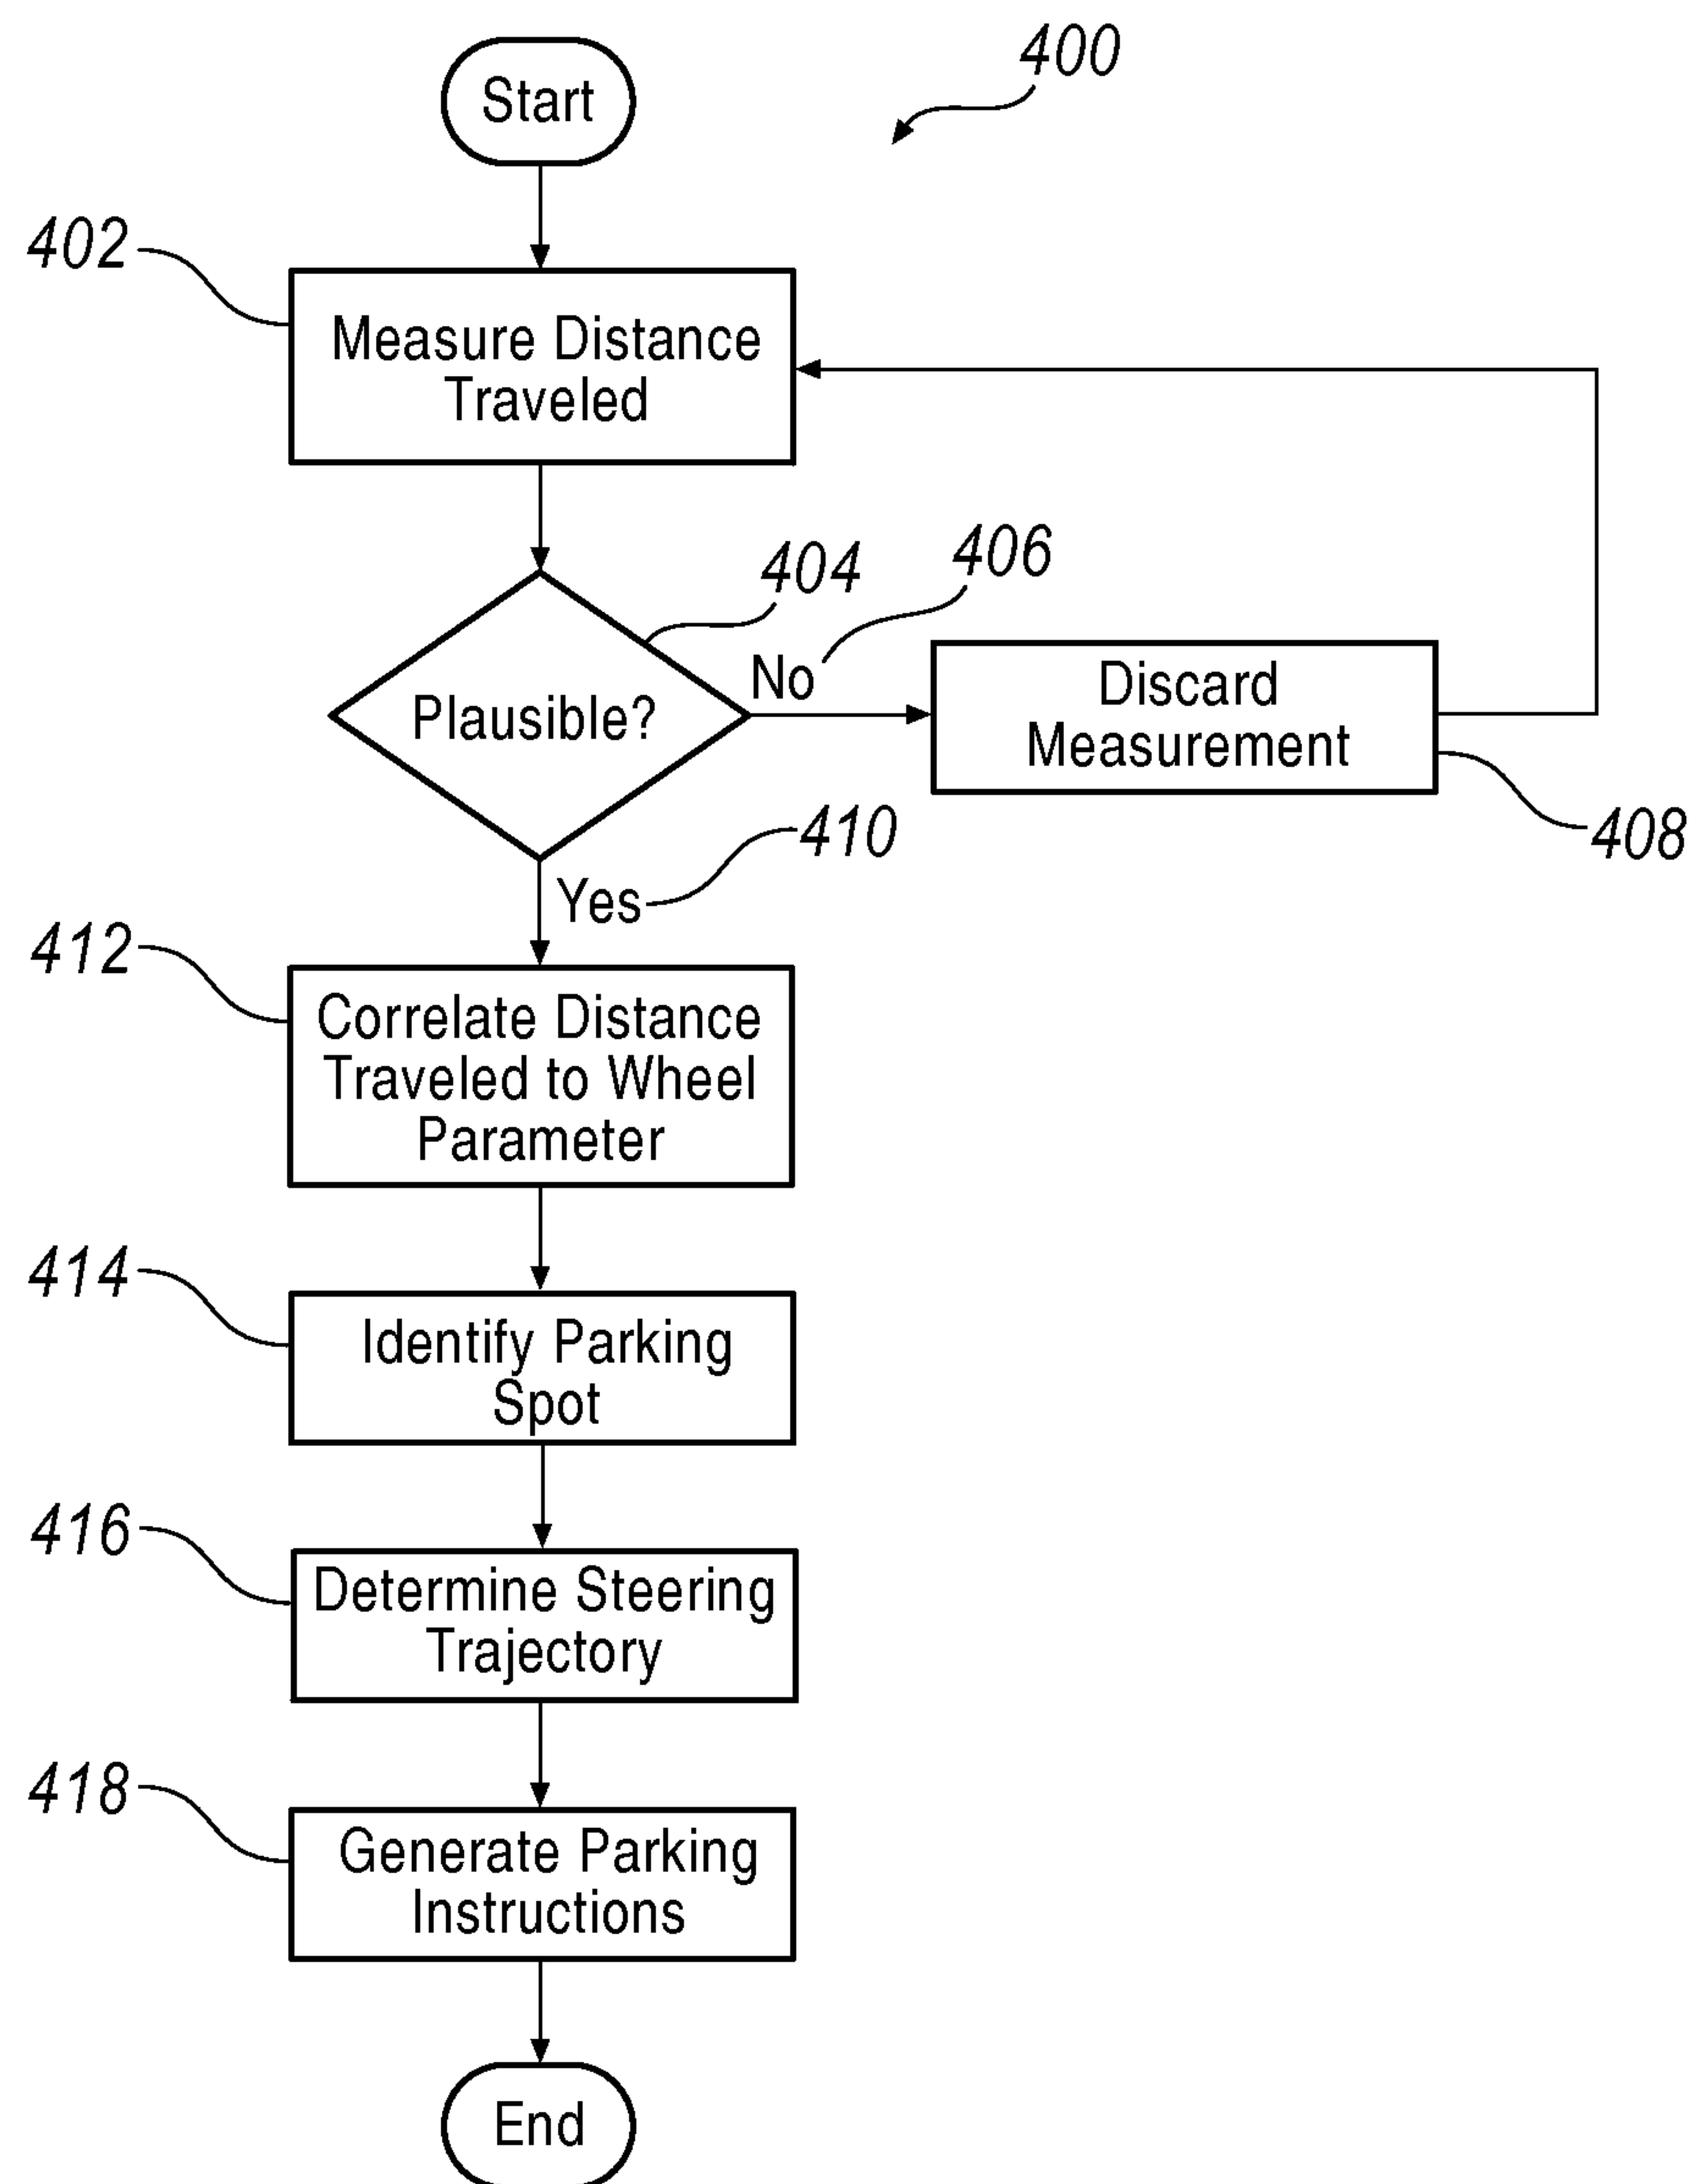 Start
400
402
Measure Distance
Traveled
404
406
No
Plausible?
Discard
Measurement
408
410
Yes
412
Correlate Distance
Traveled to Wheel
Parameter
414
Identify Parking
Spot
416
Determine Steering
Trajectory
418
Generate Parking
Instructions
End